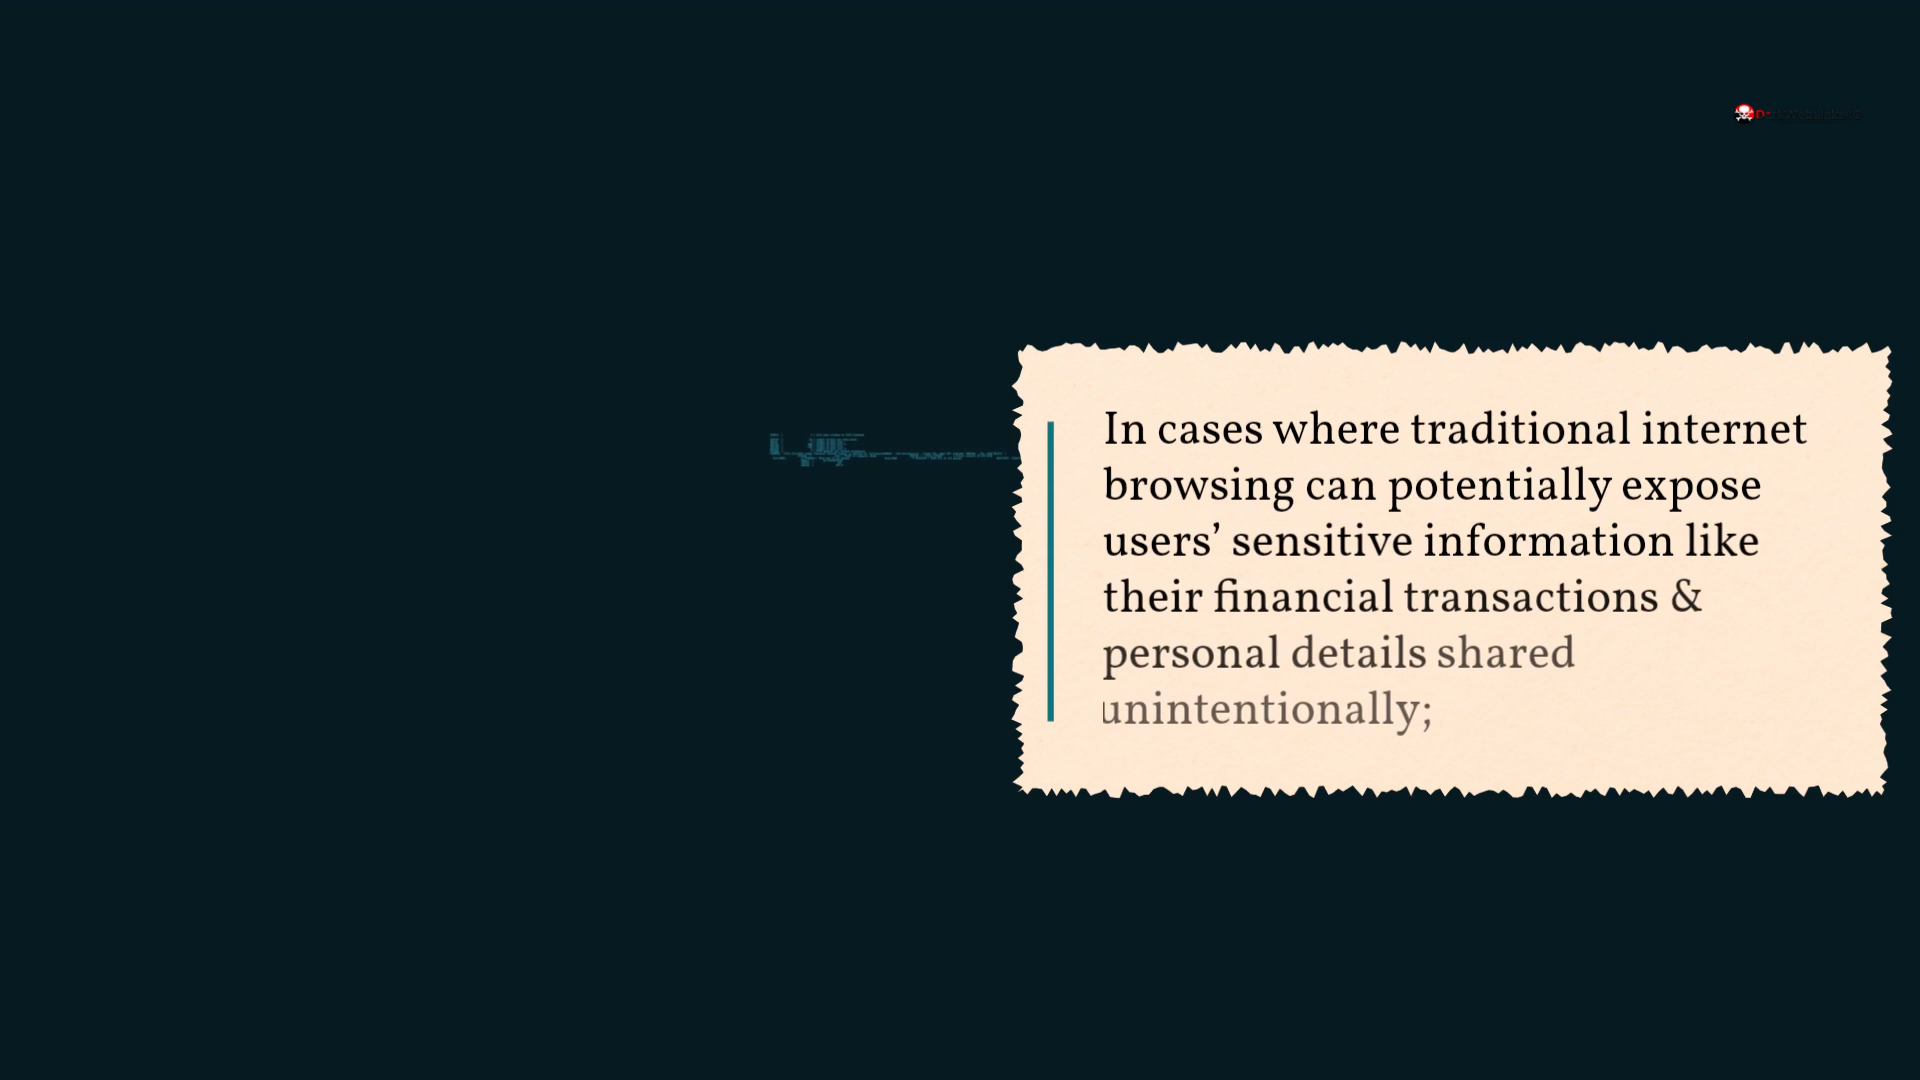 In cases where traditional internet
browsing can potentially expose
users’ sensitive information like
their financial transactions &
personal details shared
unintentionally;